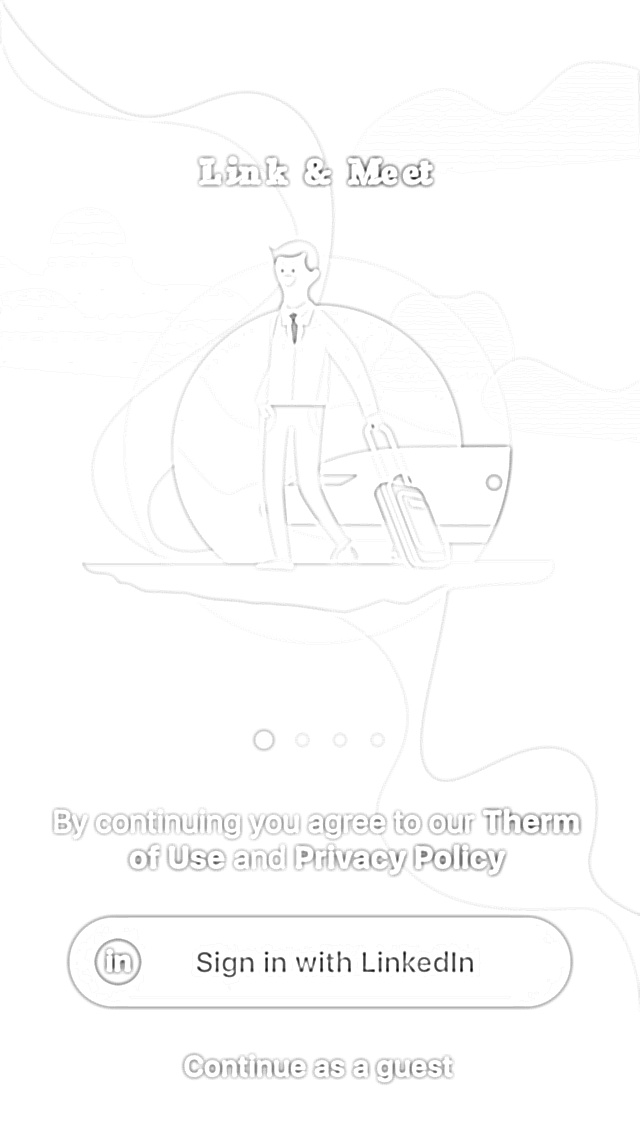 Link & Meet
By continuing you agree to our Therm
of Use and Privacy Policy
in
Sign in with LinkedIn
Continue as a guest